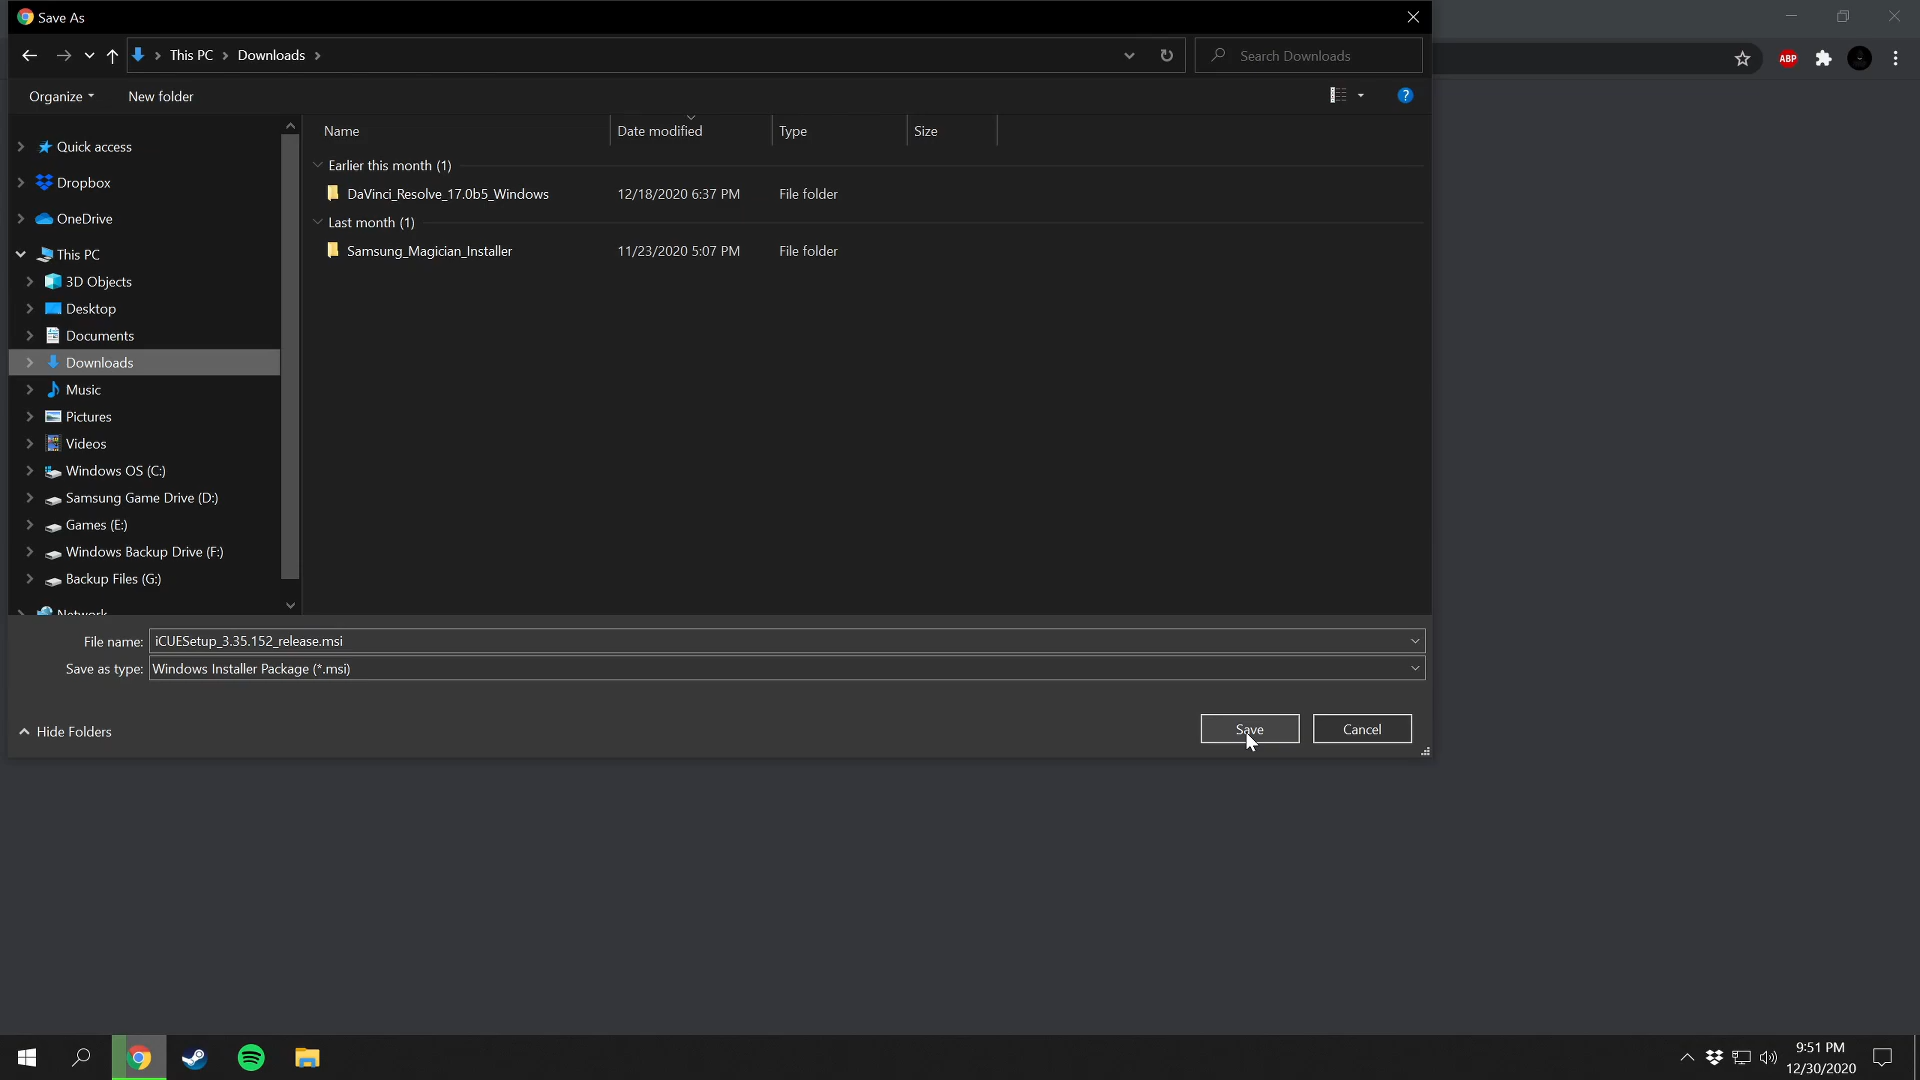 Save As
This PC
Downloads
Search Downloads
ABP
Organize
New folder
?
Name
Date modified
Type
Size
Quick access
Dropbox
OneDrive
This PC
3D Objects
Desktop
Documents
Downloads
Music
Pictures
Videos
Windows OS (C:)
Samsung Game Drive (D:)
Games (E:)
Windows Backup Drive (F:)
Backup Files (G:)
Network
Earlier this month (1)
DaVinci_Resolve_17.0b5_Windows 12/18/2020 6:37 PM File folder
Last month (1)
Samsung_Magician_Installer 11/23/2020 5:07 PM File folder
File name: iCUESetup_3.35.152_release.msi
Save as type: Windows Installer Package (*.msi)
Hide Folders
Save
Cancel
9:51 PM
12/30/2020